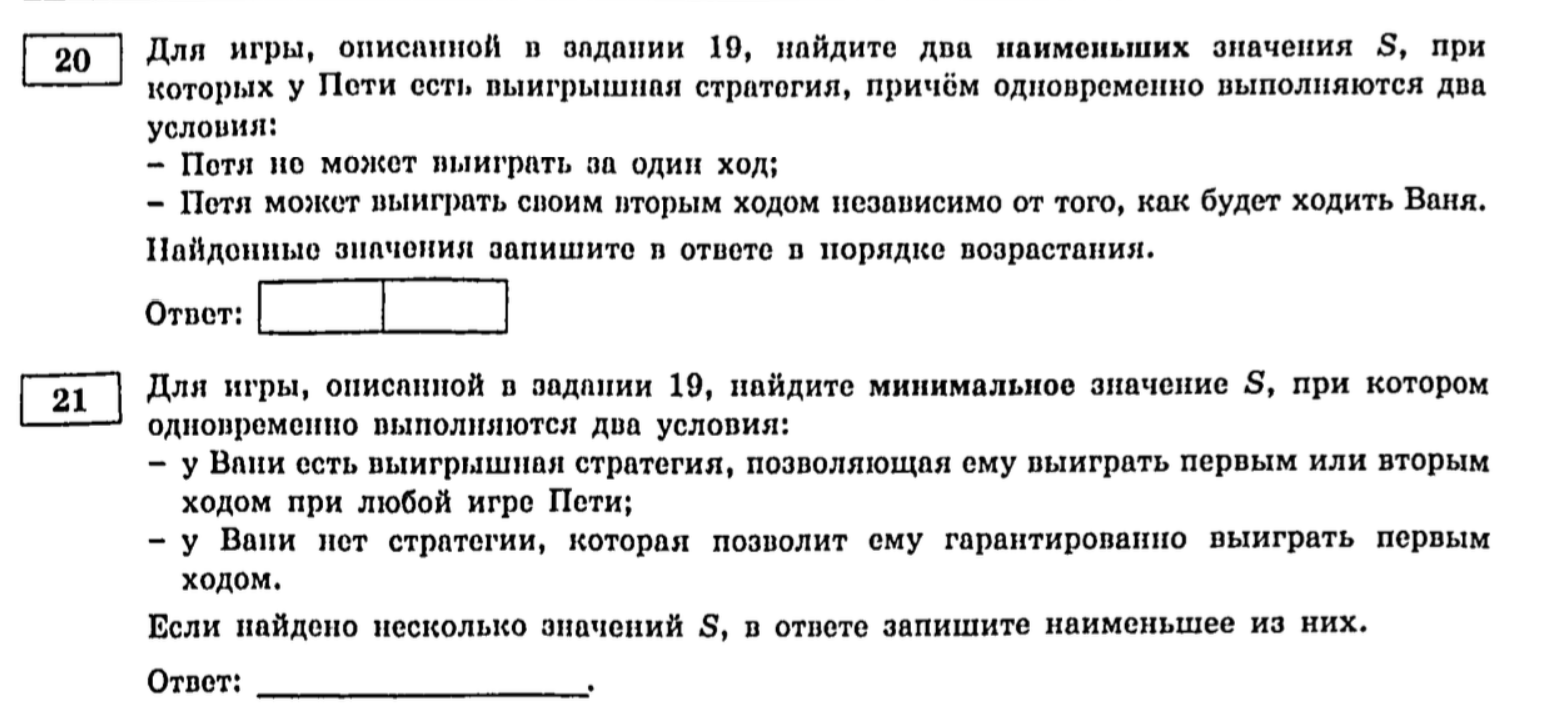 20
Для игры, описанной в задании 19, найдите два наименьших значения S, при
которых у Пети есть выигрышная стратегия, причём одновременно выполняются два
условия:
– Петя не может выиграть за один ход;
– Петя может выиграть своим вторым ходом независимо от того, как будет ходить Ваня.
Найденные значения запишите в ответе в порядке возрастания.
Ответ:
21
Для игры, описанной в задании 19, найдите минимальное значение S, при котором
одновременно выполняются два условия:
– у Вани есть выигрышная стратегия, позволяющая ему выиграть первым или вторым
ходом при любой игре Пети;
– у Вани нет стратегии, которая позволит ему гарантированно выиграть первым
ходом.
Если найдено несколько значений S, в ответе запишите наименьшее из них.
Ответ: ____________________.